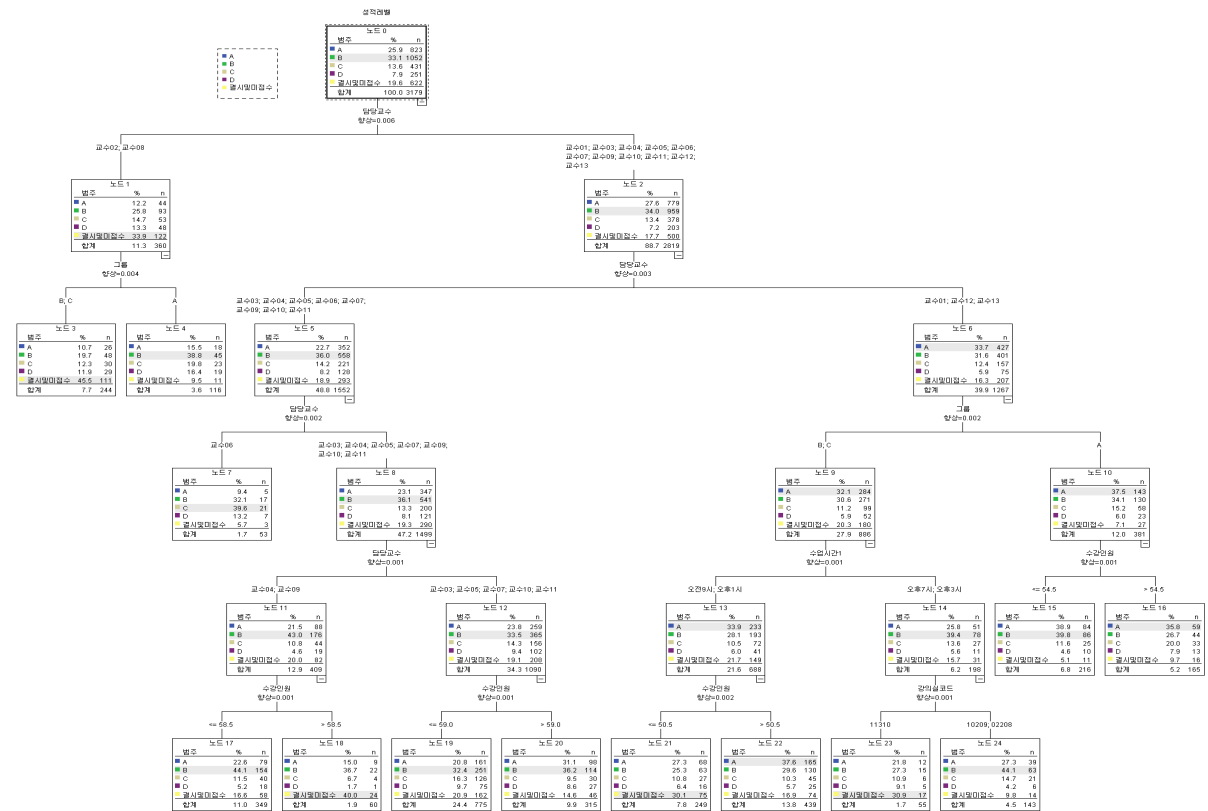 성적레벨
노드 0
범주 % n
A 25.9 823
B 33.1 1052
C 13.6 431
D 7.9 251
결시및미접수 19.6 622
합계 100.0 3179
A
B
C
D
결시및미접수
담당교수
향상=0.006
교수02; 교수08
교수01; 교수03; 교수04; 교수05; 교수06;
교수07; 교수09; 교수10; 교수11; 교수12;
교수13
노드 1
범주 % n
A 12.2 44
B 25.8 93
C 14.7 53
D 13.3 48
결시및미접수 33.9 122
합계 11.3 360
노드 2
범주 % n
A 27.6 779
B 34.0 959
C 13.4 378
D 7.2 203
결시및미접수 17.7 500
합계 88.7 2819
그룹
향상=0.004
담당교수
향상=0.003
B; C
A
교수03; 교수04; 교수05; 교수06; 교수07;
교수09; 교수10; 교수11
교수01; 교수12; 교수13
노드 3
범주 % n
A 10.7 26
B 19.7 48
C 12.3 30
D 11.9 29
결시및미접수 45.5 111
합계 7.7 244
노드 4
범주 % n
A 15.5 18
B 38.8 45
C 19.8 23
D 16.4 19
결시및미접수 9.5 11
합계 3.6 116
노드 5
범주 % n
A 22.7 352
B 36.0 558
C 14.2 221
D 8.2 128
결시및미접수 18.9 293
합계 48.8 1552
노드 6
범주 % n
A 33.7 427
B 31.6 401
C 12.4 157
D 5.9 75
결시및미접수 16.3 207
합계 39.9 1267
담당교수
향상=0.002
그룹
향상=0.002
교수06
교수03; 교수04; 교수05; 교수07; 교수09;
교수10; 교수11
B; C
A
노드 7
범주 % n
A 9.4 5
B 32.1 17
C 39.6 21
D 13.2 7
결시및미접수 5.7 3
합계 1.7 53
노드 8
범주 % n
A 23.1 347
B 36.1 541
C 13.3 200
D 8.1 121
결시및미접수 19.3 290
합계 47.2 1499
노드 9
범주 % n
A 32.1 284
B 30.6 271
C 11.2 99
D 5.9 52
결시및미접수 20.3 180
합계 27.9 886
노드 10
범주 % n
A 37.5 143
B 34.1 130
C 15.2 58
D 6.0 23
결시및미접수 7.1 27
합계 12.0 381
담당교수
향상=0.001
수업시간1
향상=0.001
수강인원
향상=0.001
교수04; 교수09
교수03; 교수05; 교수07; 교수10; 교수11
오전9시; 오후1시
오후7시; 오후3시
<= 54.5
> 54.5
노드 11
범주 % n
A 21.5 88
B 43.0 176
C 10.8 44
D 4.6 19
결시및미접수 20.0 82
합계 12.9 409
노드 12
범주 % n
A 23.8 259
B 33.5 365
C 14.3 156
D 9.4 102
결시및미접수 19.1 208
합계 34.3 1090
노드 13
범주 % n
A 33.9 233
B 28.1 193
C 10.5 72
D 6.0 41
결시및미접수 21.7 149
합계 21.6 688
노드 14
범주 % n
A 25.8 51
B 39.4 78
C 13.6 27
D 5.6 11
결시및미접수 15.7 31
합계 6.2 198
노드 15
범주 % n
A 38.9 84
B 39.8 86
C 11.6 25
D 4.6 10
결시및미접수 5.1 11
합계 6.8 216
노드 16
범주 % n
A 35.8 59
B 26.7 44
C 20.0 33
D 7.9 13
결시및미접수 9.7 16
합계 5.2 165
수강인원
향상=0.001
수강인원
향상=0.001
수강인원
향상=0.002
강의실코드
향상=0.001
<= 58.5
> 58.5
<= 59.0
> 59.0
<= 50.5
> 50.5
11310
10209; 02208
노드 17
범주 % n
A 22.6 79
B 44.1 154
C 11.5 40
D 5.2 18
결시및미접수 16.6 58
합계 11.0 349
노드 18
범주 % n
A 15.0 9
B 36.7 22
C 6.7 4
D 1.7 1
결시및미접수 40.0 24
합계 1.9 60
노드 19
범주 % n
A 20.8 161
B 32.4 251
C 16.3 126
D 9.7 75
결시및미접수 20.9 162
합계 24.4 775
노드 20
범주 % n
A 31.1 98
B 36.2 114
C 9.5 30
D 8.6 27
결시및미접수 14.6 46
합계 9.9 315
노드 21
범주 % n
A 27.3 68
B 25.3 63
C 10.8 27
D 6.4 16
결시및미접수 30.1 75
합계 7.8 249
노드 22
범주 % n
A 37.6 165
B 29.6 130
C 10.3 45
D 5.7 25
결시및미접수 16.9 74
합계 13.8 439
노드 23
범주 % n
A 21.8 12
B 27.3 15
C 10.9 6
D 9.1 5
결시및미접수 30.9 17
합계 1.7 55
노드 24
범주 % n
A 27.3 39
B 44.1 63
C 14.7 21
D 4.2 6
결시및미접수 9.8 14
합계 4.5 143